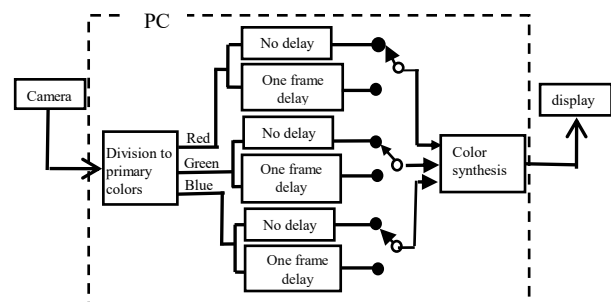 PC
Camera
Division to
primary
colors
Red
Green
Blue
No delay
One frame
delay
No delay
One frame
delay
No delay
One frame
delay
Color
synthesis
display